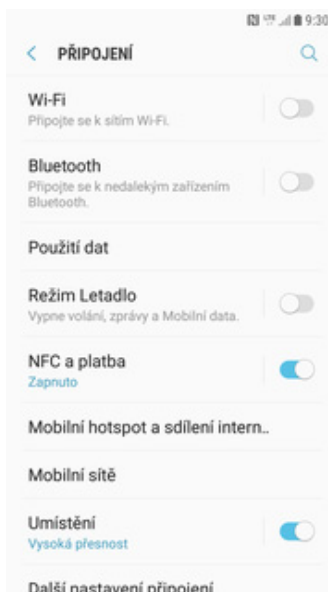 LTE 9:30
PŘIPOJENÍ
Wi-Fi
Připojte se k sítím Wi-Fi.
Bluetooth
Připojte se k nedalekým zařízením
Bluetooth.
Použití dat
Režim Letadlo
Vypne volání, zprávy a Mobilní data.
NFC a platba
Zapnuto
Mobilní hotspot a sdílení intern..
Mobilní sítě
Umístění
Vysoká přesnost
Další nastavení připojení